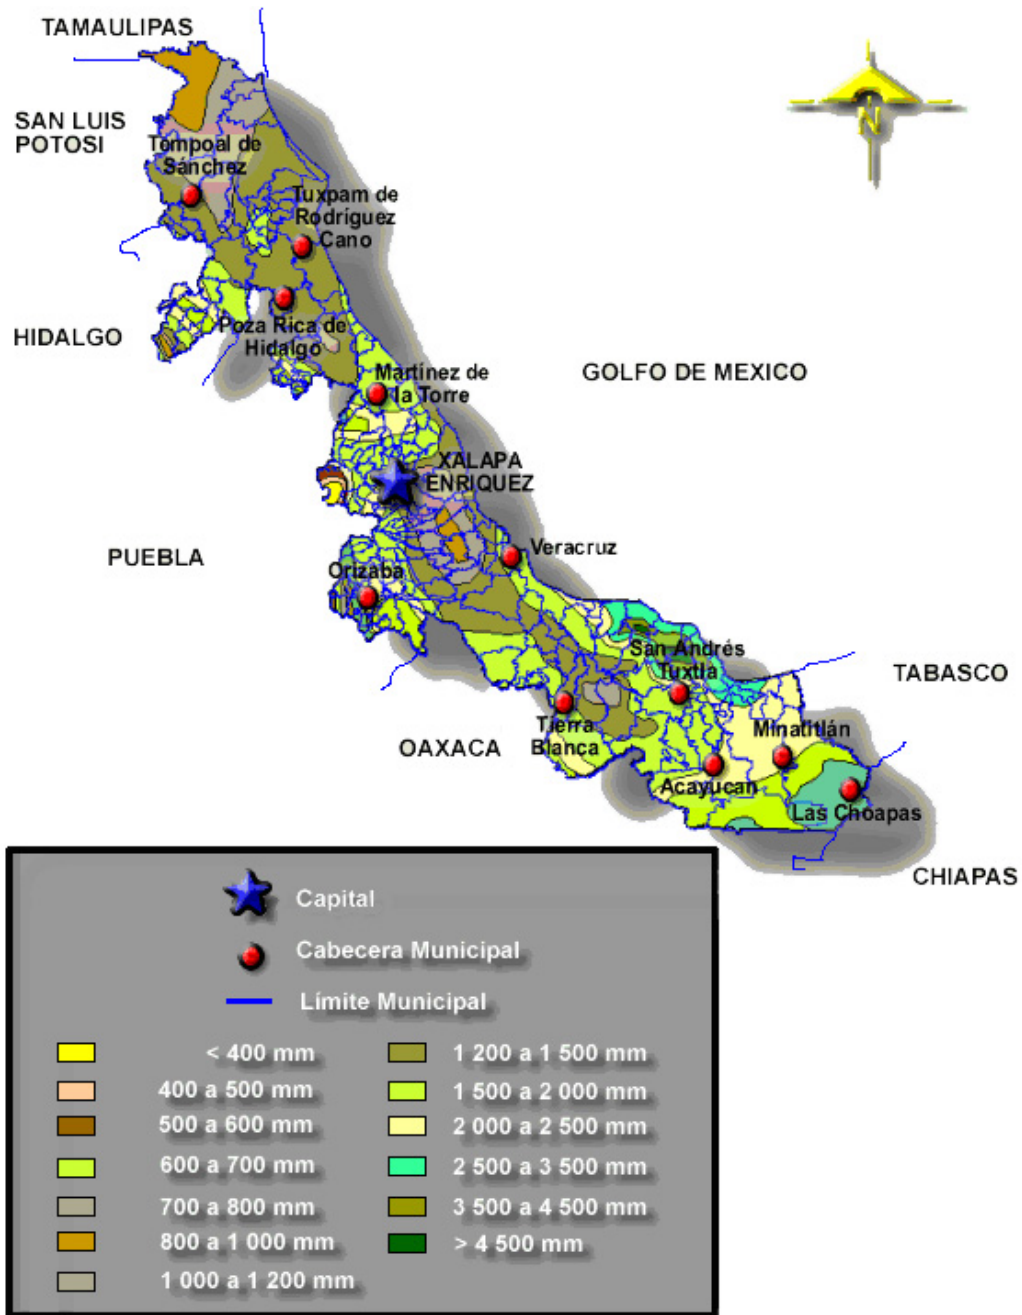 TAMAULIPAS
SAN LUIS
POTOSI
Tompoal de
Sánchez
Tuxpam de
Rodríguez
Cano
HIDALGO
Poza Rica de
Hidalgo
GOLFO DE MEXICO
Martínez de
la Torre
XALAPA
ENRIQUEZ
PUEBLA
Veracruz
Orizaba
San Andrés
Tuxtla
TABASCO
OAXACA
Tierra
Blanca
Minatitlán
Acayucan
Las Choapas
CHIAPAS
N
Capital
Cabecera Municipal
Límite Municipal
< 400 mm
400 a 500 mm
500 a 600 mm
600 a 700 mm
700 a 800 mm
800 a 1 000 mm
1 000 a 1 200 mm
1 200 a 1 500 mm
1 500 a 2 000 mm
2 000 a 2 500 mm
2 500 a 3 500 mm
3 500 a 4 500 mm
> 4 500 mm